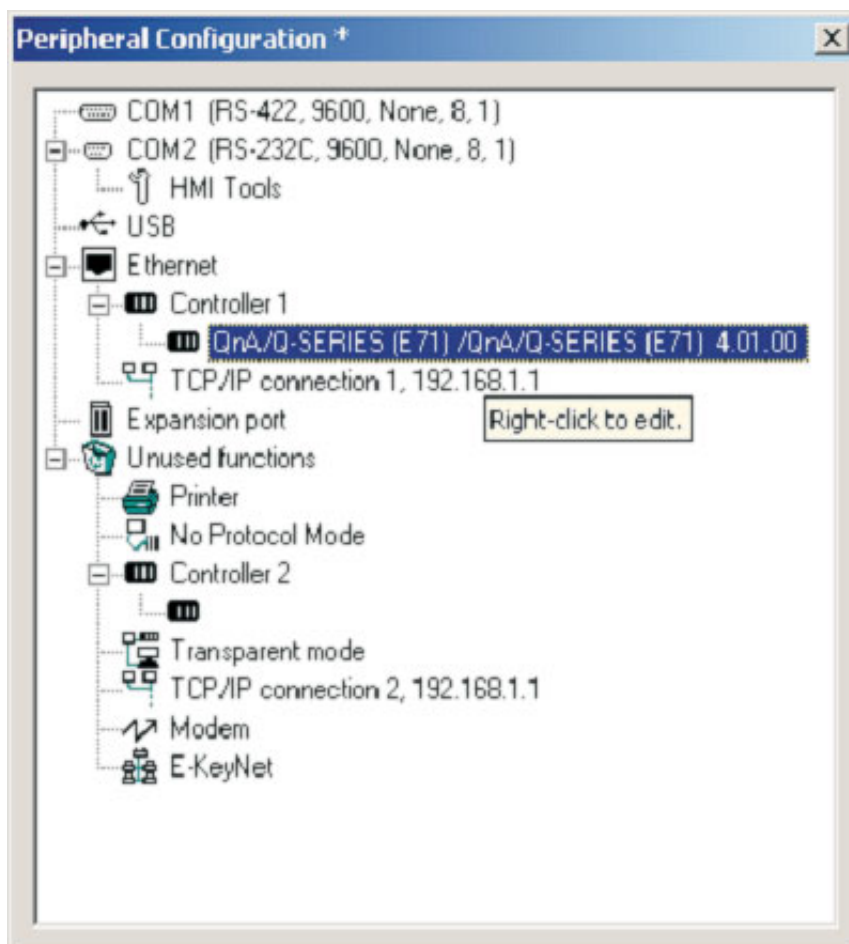 Peripheral Configuration *
COM1 (RS-422, 9600, None, 8, 1)
COM2 (RS-232C, 9600, None, 8, 1)
HMI Tools
USB
Ethernet
Controller 1
QnA/Q-SERIES (E71) /QnA/Q-SERIES (E71) 4.01.00
TCP/IP connection 1, 192.168.1.1
Right-click to edit.
Expansion port
Unused functions
Printer
No Protocol Mode
Controller 2
Transparent mode
TCP/IP connection 2, 192.168.1.1
Modem
E-KeyNet